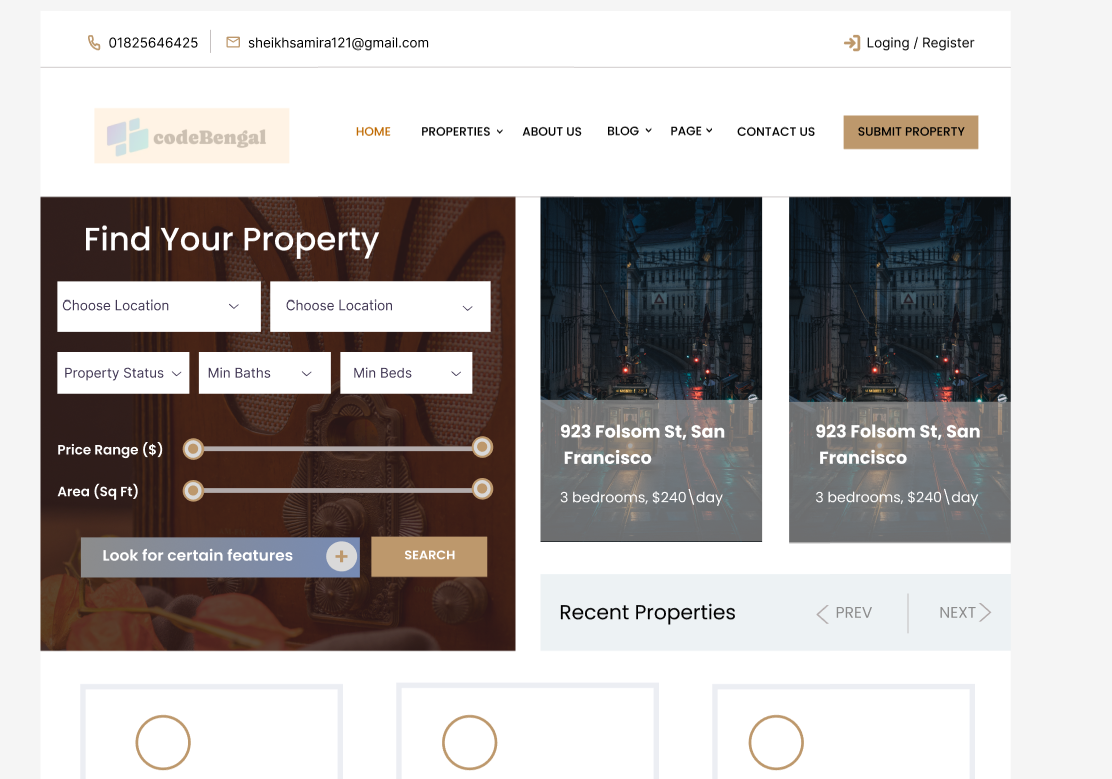 01825646425
sheikhsamira121@gmail.com
Loging / Register
codeBengal
HOME
PROPERTIES
ABOUT US
BLOG
PAGE
CONTACT US
SUBMIT PROPERTY
Find Your Property
Choose Location
Choose Location
Property Status
Min Baths
Min Beds
Price Range ($)
Area (Sq Ft)
Look for certain features
SEARCH
923 Folsom St, San
Francisco
3 bedrooms, $240\day
923 Folsom St, San
Francisco
3 bedrooms, $240\day
Recent Properties
PREV
NEXT